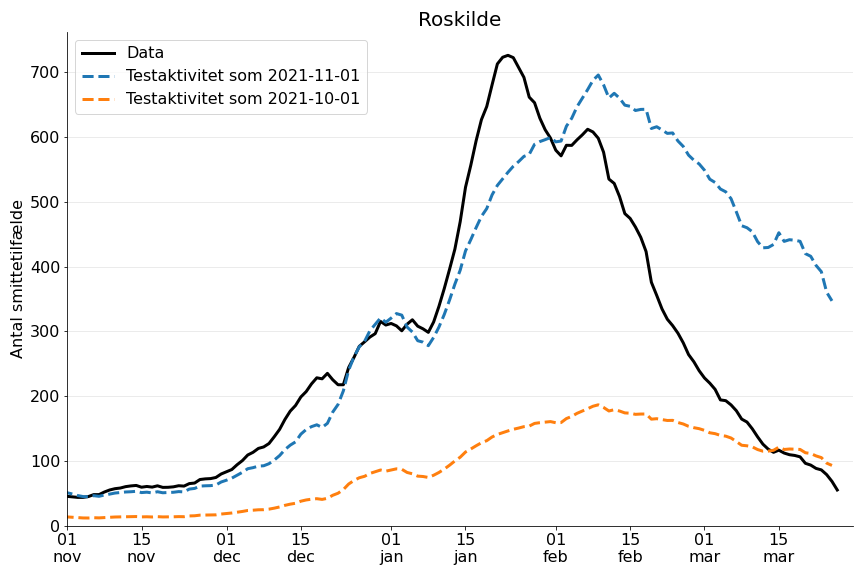 Roskilde
Data
Testaktivitet som 2021-11-01
Testaktivitet som 2021-10-01
Antal smittetilfælde
700
600
500
400
300
200
100
0
01 15 01 15 01 15 01 15 01 15
nov nov dec dec jan jan feb feb mar mar